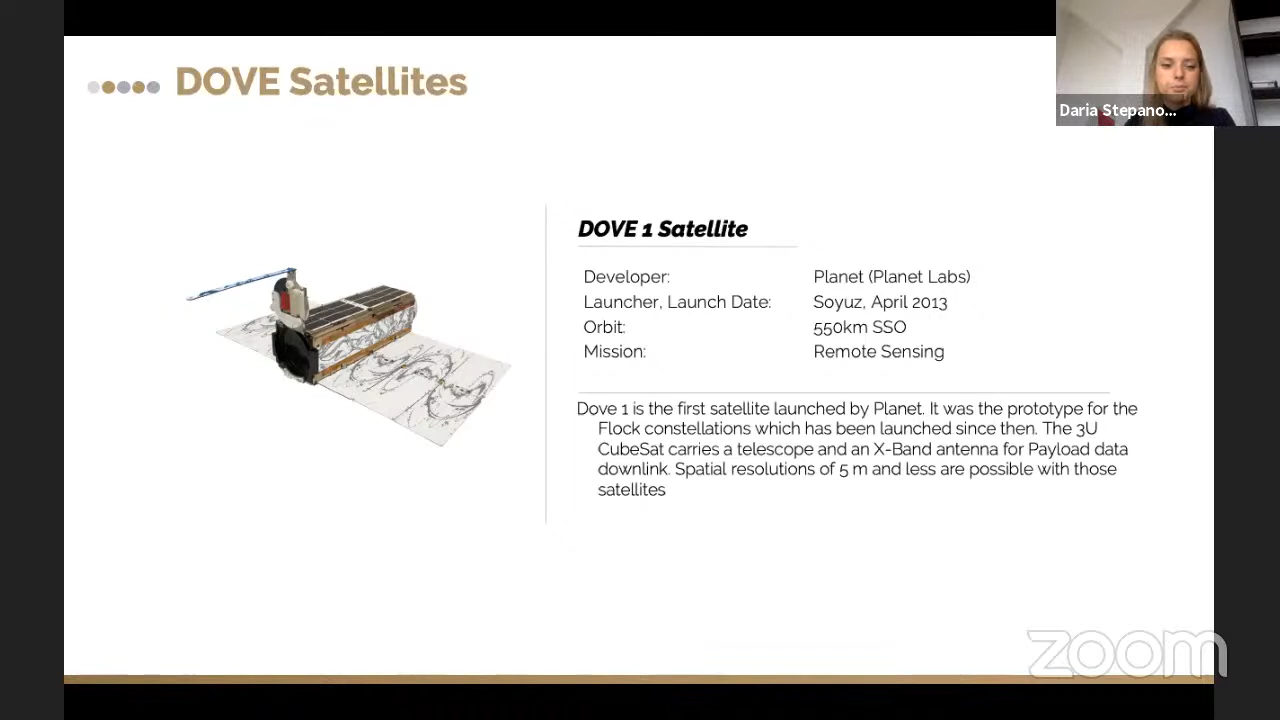 DOVE Satellites
Daria Stepano...
DOVE 1 Satellite
Developer: Planet (Planet Labs)
Launcher, Launch Date: Soyuz, April 2013
Orbit: 550km SSO
Mission: Remote Sensing
Dove 1 is the first satellite launched by Planet. It was the prototype for the
Flock constellations which has been launched since then. The 3U
CubeSat carries a telescope and an X-Band antenna for Payload data
downlink. Spatial resolutions of 5 m and less are possible with those
satellites
zoom